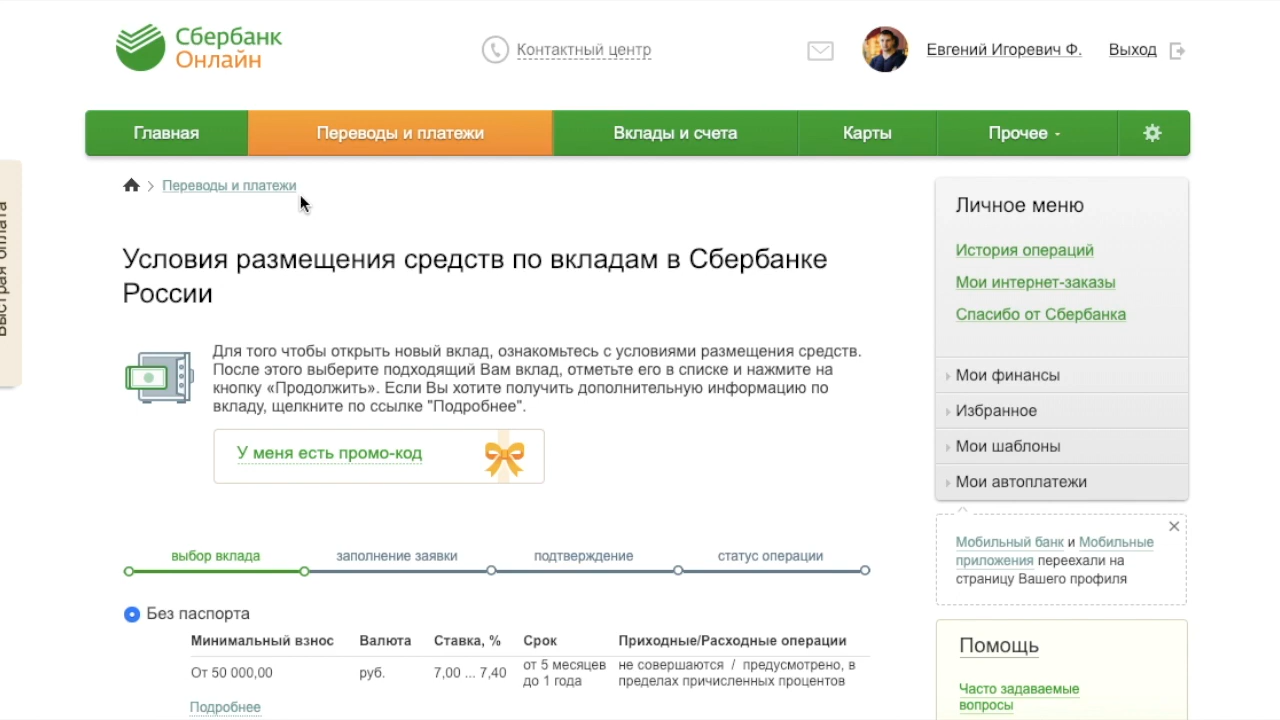 Сбербанк
Онлайн
Контактный центр
Евгений Игоревич Ф.
Выход
Главная
Переводы и платежи
Вклады и счета
Карты
Прочее
Переводы и платежи
Быстрая оплата
Условия размещения средств по вкладам в Сбербанке
России
Для того чтобы открыть новый вклад, ознакомьтесь с условиями размещения средств.
После этого выберите подходящий Вам вклад, отметьте его в списке и нажмите на
кнопку «Продолжить». Если Вы хотите получить дополнительную информацию по
вкладу, щелкните по ссылке "Подробнее".
У меня есть промо-код
выбор вклада
заполнение заявки
подтверждение
статус операции
Без паспорта
Минимальный взнос Валюта Ставка, % Срок Приходные/Расходные операции
От 50 000,00 руб. 7,00 ... 7,40
от 5 месяцев
до 1 года
не совершаются / предусмотрено, в
пределах причисленных процентов
Подробнее
Личное меню
История операций
Мои интернет-заказы
Спасибо от Сбербанка
Мои финансы
Избранное
Мои шаблоны
Мои автоплатежи
Мобильный банк и Мобильные
приложения переехали на
страницу Вашего профиля
Помощь
Часто задаваемые
вопросы